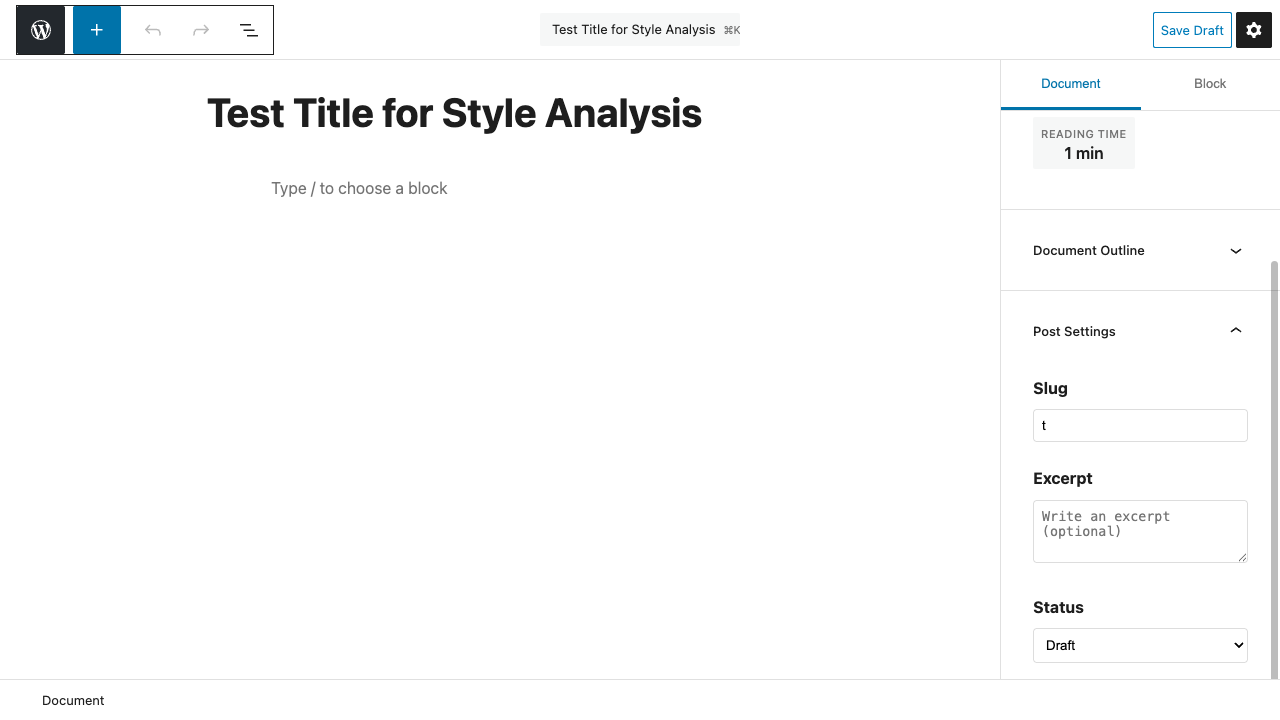 Test Title for Style Analysis ⌘K
Save Draft
Document
Block
Test Title for Style Analysis
Type / to choose a block
READING TIME
1 min
Document Outline
Post Settings
Slug
t
Excerpt
Write an excerpt
(optional)
Status
Draft
Document